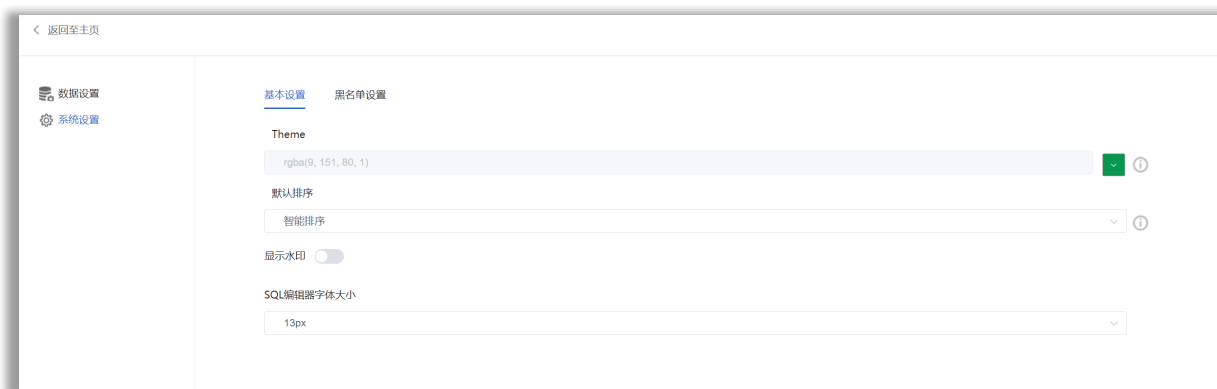 返回至主页
数据设置
系统设置
基本设置 黑名单设置
Theme
rgba(9, 151, 80, 1)
默认排序
智能排序
显示水印
SQL编辑器字体大小
13px